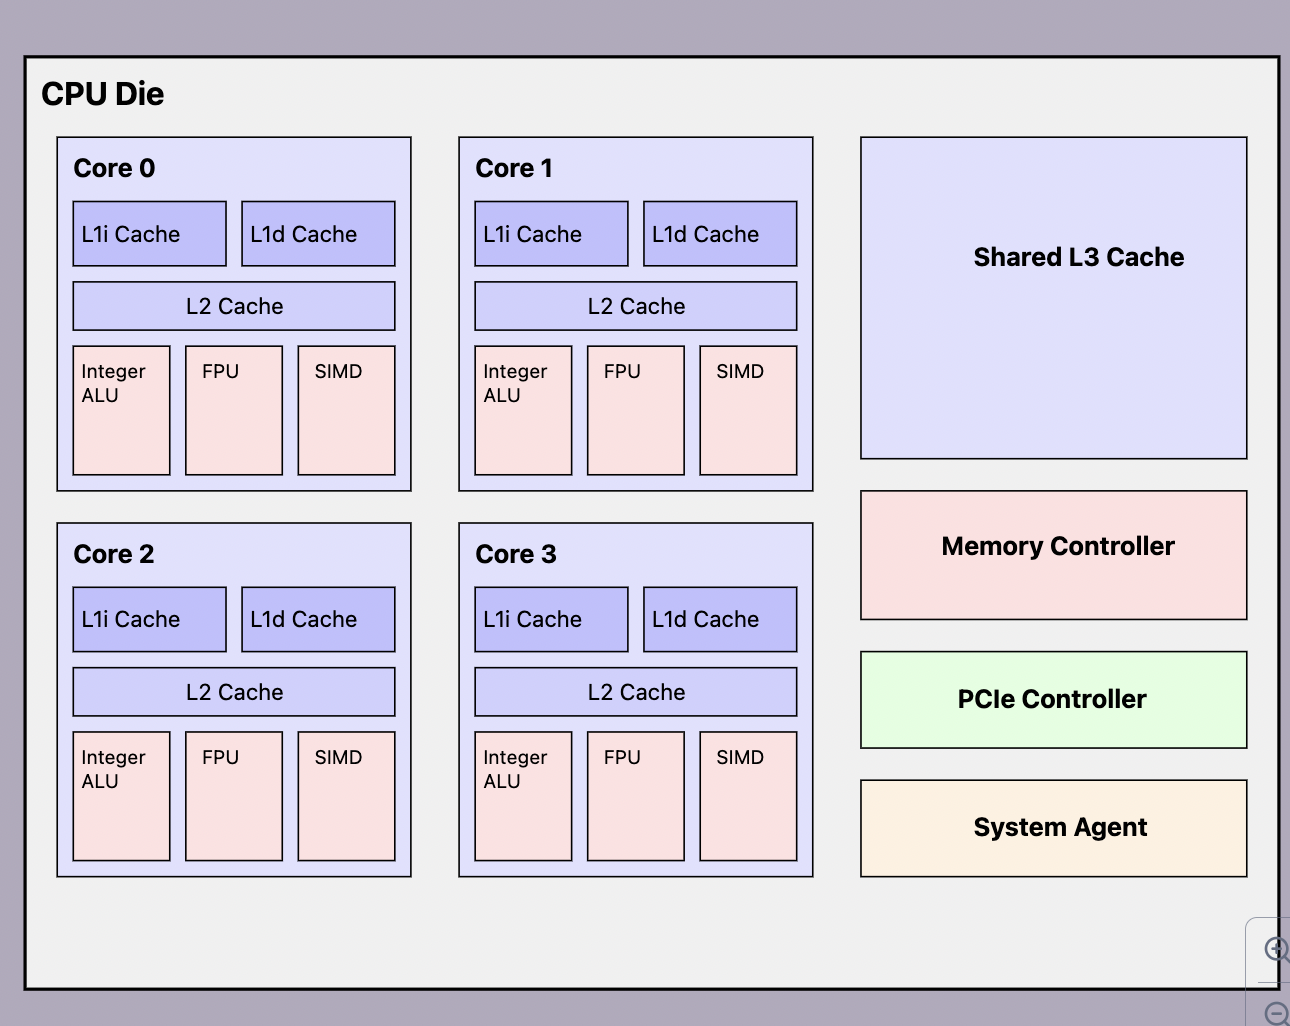 CPU Die
Core 0
L1i Cache
L1d Cache
L2 Cache
Integer
ALU
FPU
SIMD
Core 1
L1i Cache
L1d Cache
L2 Cache
Integer
ALU
FPU
SIMD
Shared L3 Cache
Core 2
L1i Cache
L1d Cache
L2 Cache
Integer
ALU
FPU
SIMD
Core 3
L1i Cache
L1d Cache
L2 Cache
Integer
ALU
FPU
SIMD
Memory Controller
PCIe Controller
System Agent